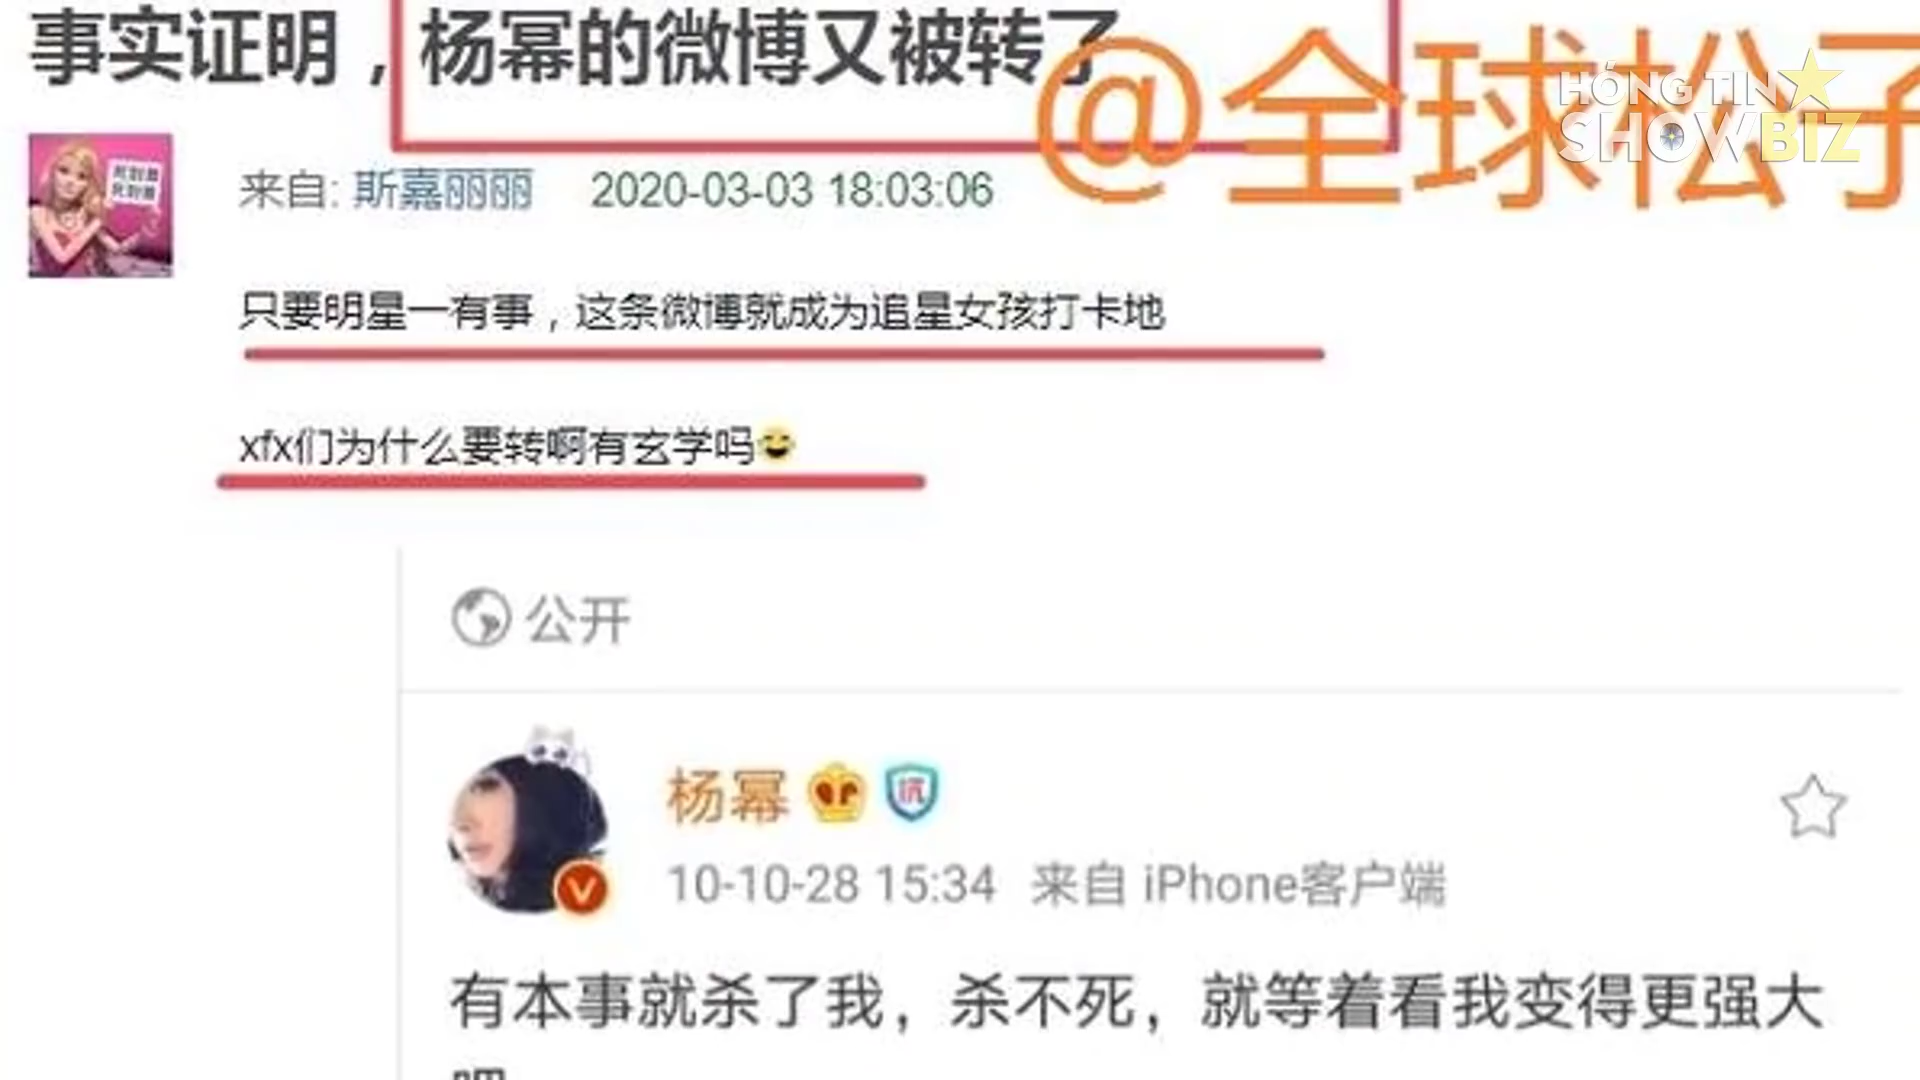 事实证明，杨幂的微博又被转了
@全球松子
HÓNG TIN
SHOWBIZ
来自: 斯嘉丽丽 2020-03-03 18:03:06
只要明星一有事，这条微博就成为追星女孩打卡地
xfx们为什么要转啊有玄学吗😄
公开
杨幂
10-10-28 15:34 来自 iPhone客户端
有本事就杀了我，杀不死，就等着看我变得更强大